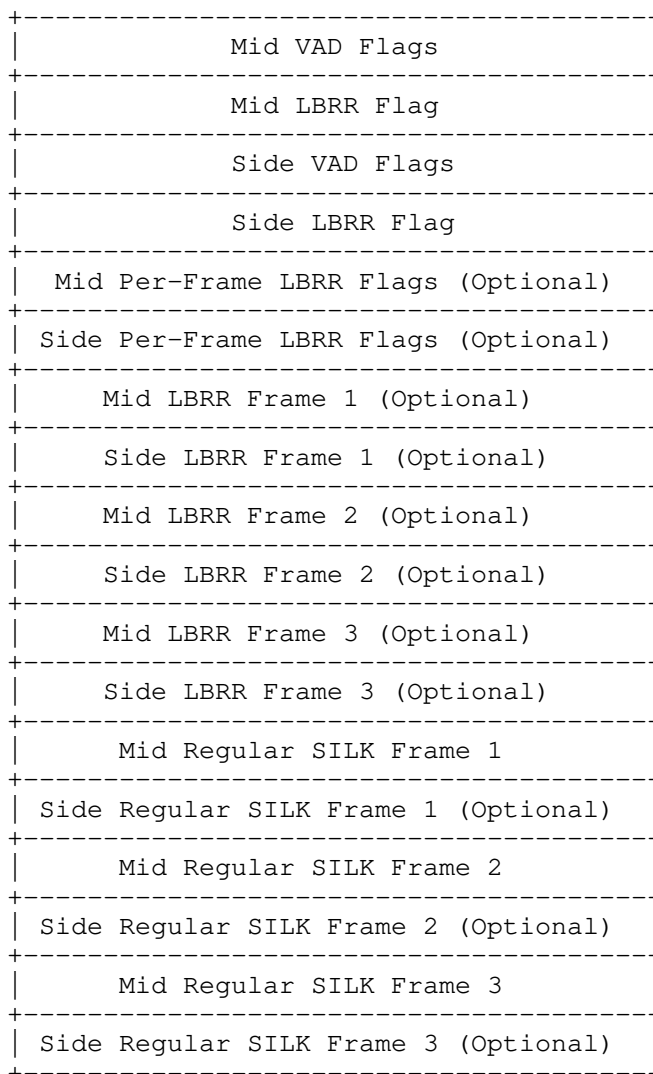 Mid VAD Flags
Mid LBRR Flag
Side VAD Flags
Side LBRR Flag
Mid Per-Frame LBRR Flags (Optional)
Side Per-Frame LBRR Flags (Optional)
Mid LBRR Frame 1 (Optional)
Side LBRR Frame 1 (Optional)
Mid LBRR Frame 2 (Optional)
Side LBRR Frame 2 (Optional)
Mid LBRR Frame 3 (Optional)
Side LBRR Frame 3 (Optional)
Mid Regular SILK Frame 1
Side Regular SILK Frame 1 (Optional)
Mid Regular SILK Frame 2
Side Regular SILK Frame 2 (Optional)
Mid Regular SILK Frame 3
Side Regular SILK Frame 3 (Optional)